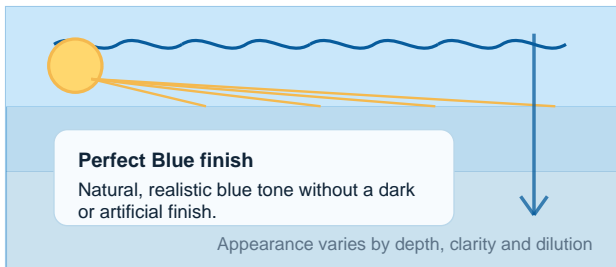 Perfect Blue finish
Natural, realistic blue tone without a dark
or artificial finish.
Appearance varies by depth, clarity and dilution